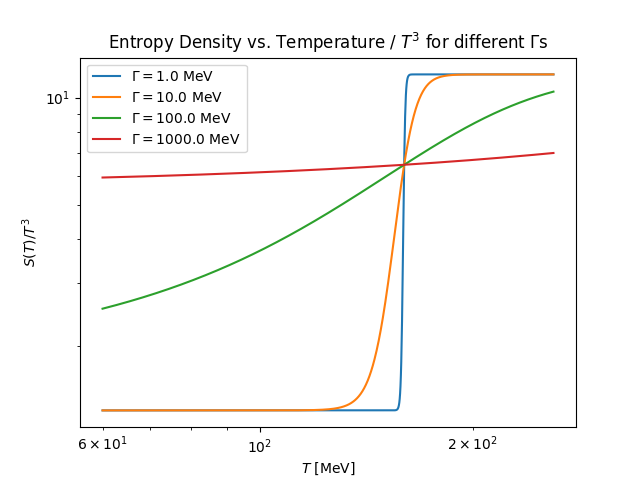 Entropy Density vs. Temperature / $T^3$ for different Γs
Γ = 1.0 MeV
Γ = 10.0 MeV
Γ = 100.0 MeV
Γ = 1000.0 MeV
10¹
S(T)/T³
6 × 10¹
10²
2 × 10²
T [MeV]